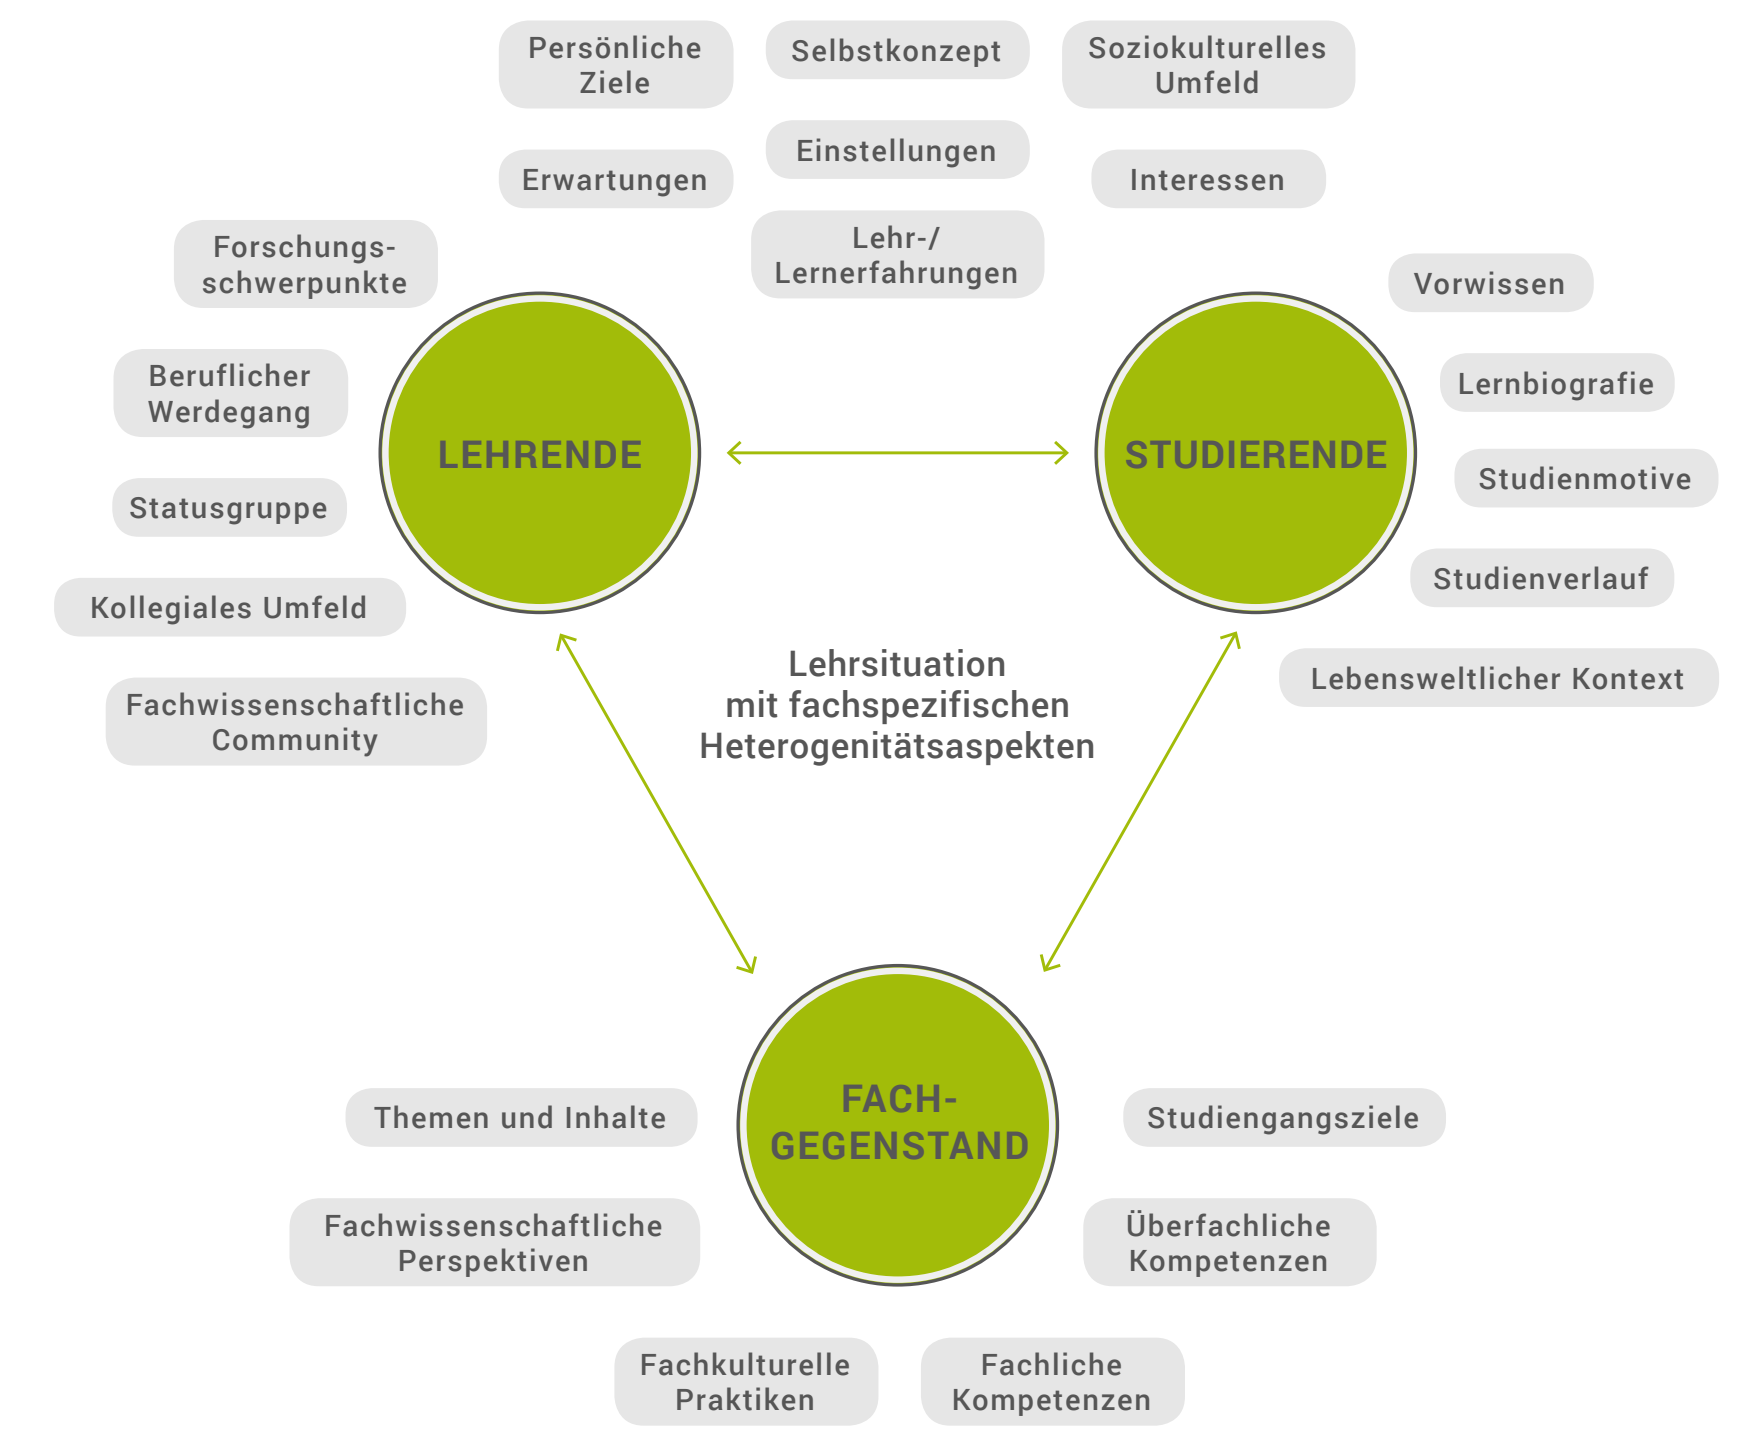 Persönliche
Ziele
Selbstkonzept
Soziokulturelles
Umfeld
Erwartungen
Einstellungen
Interessen
Lehr-/
Lernerfahrungen
Forschungs-
schwerpunkte
Beruflicher
Werdegang
Statusgruppe
Kollegiales Umfeld
Fachwissenschaftliche
Community
LEHRENDE
STUDIERENDE
Vorwissen
Lernbiografie
Studienmotive
Studienverlauf
Lebensweltlicher Kontext
Lehrsituation
mit fachspezifischen
Heterogenitätsaspekten
FACH-
GEGENSTAND
Themen und Inhalte
Fachwissenschaftliche
Perspektiven
Fachkulturelle
Praktiken
Fachliche
Kompetenzen
Überfachliche
Kompetenzen
Studiengangsziele